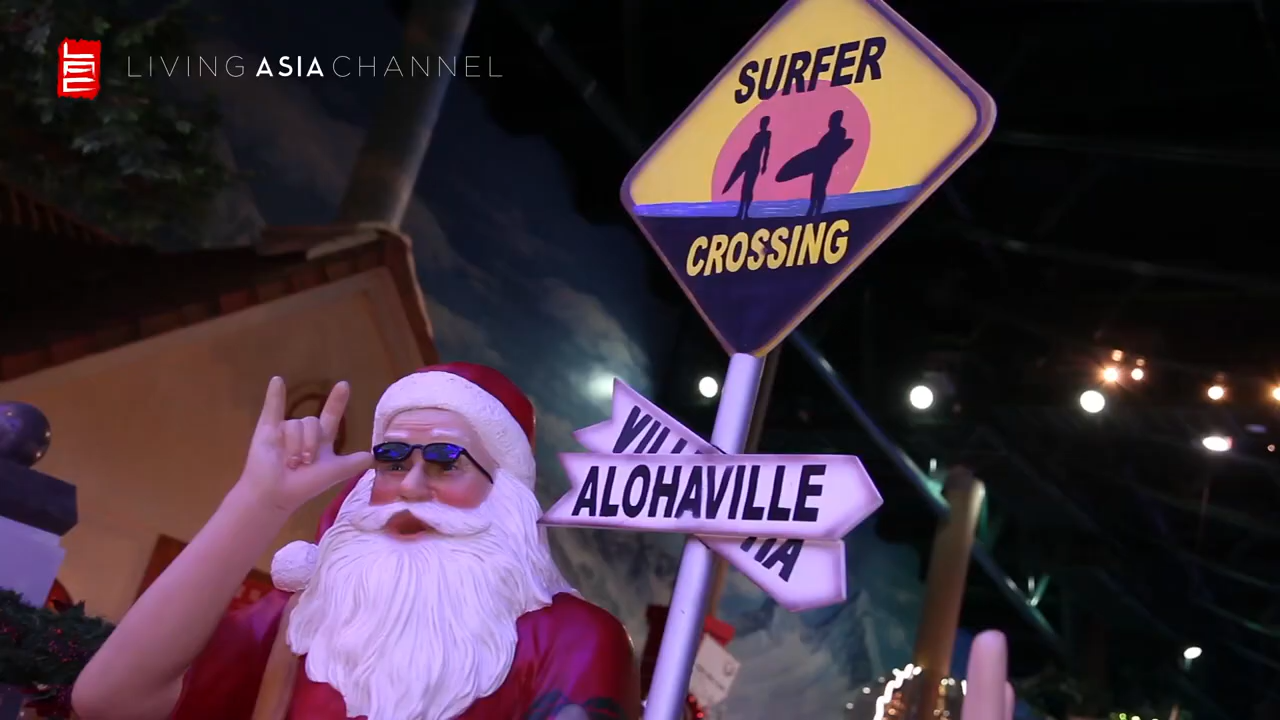 LIVING ASIA CHANNEL
SURFER
CROSSING
ALOHAVILLE